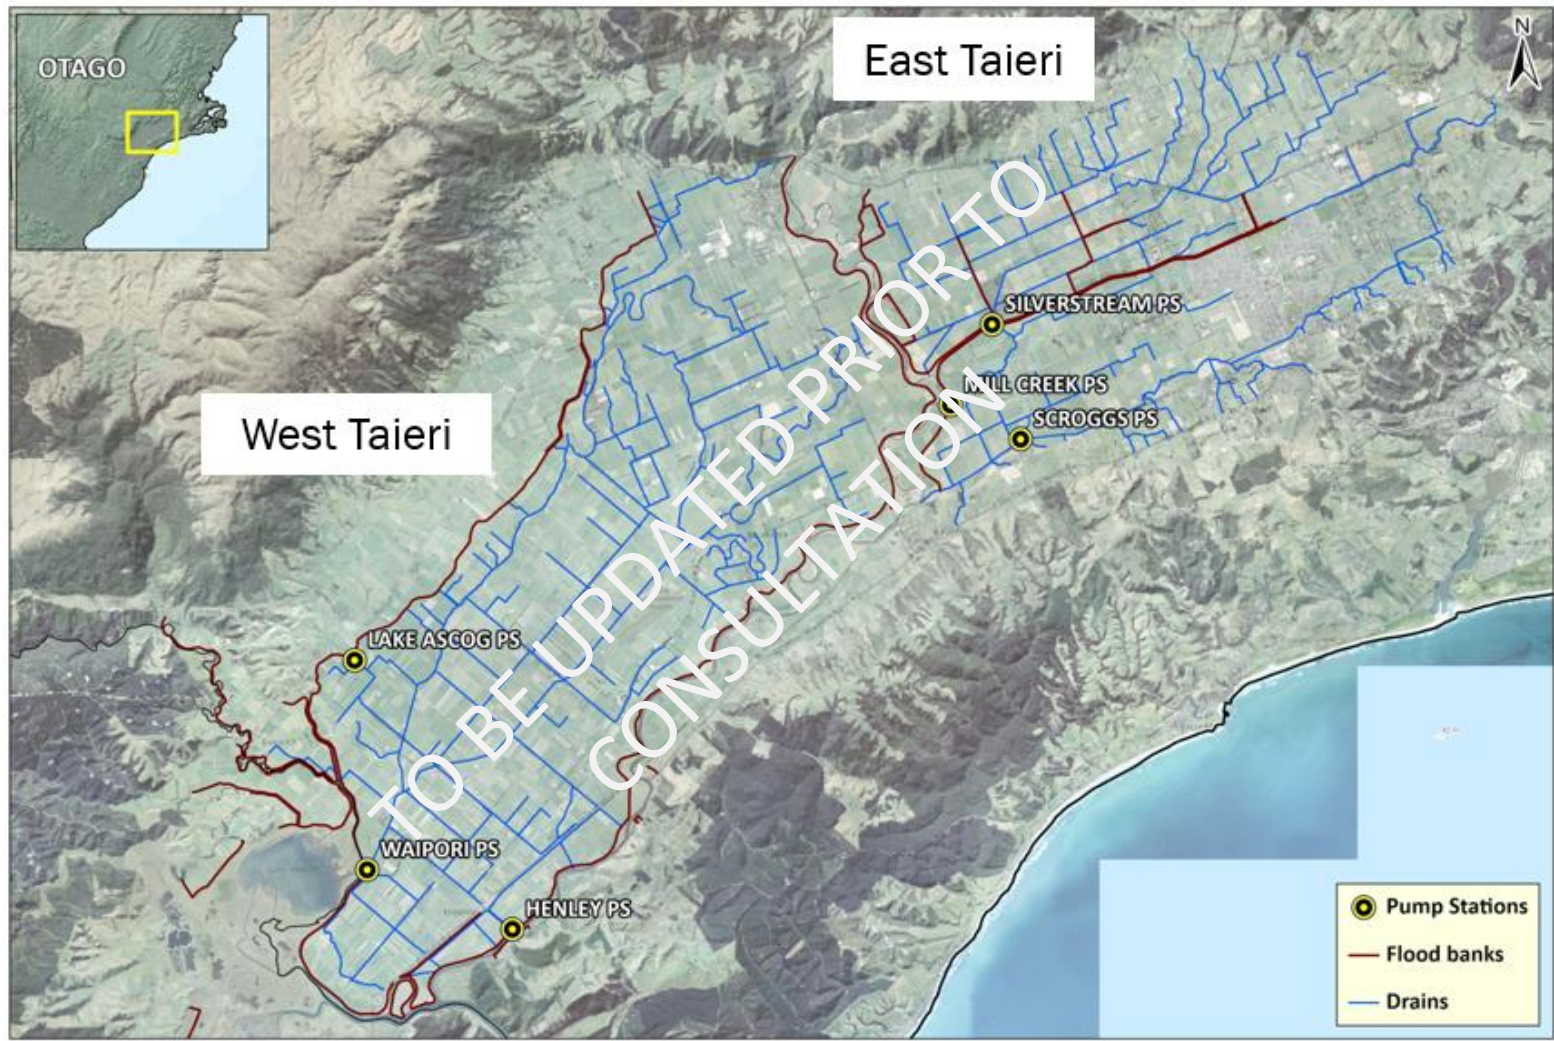 OTAGO
East Taieri
N
West Taieri
SILVERSTREAM PS
MILL CREEK PS
SCROGGS PS
LAKE ASCOG PS
WAIPORI PS
HENLEY PS
TO BE UPDATED PRIOR TO
CONSULTATION
Pump Stations
Flood banks
Drains